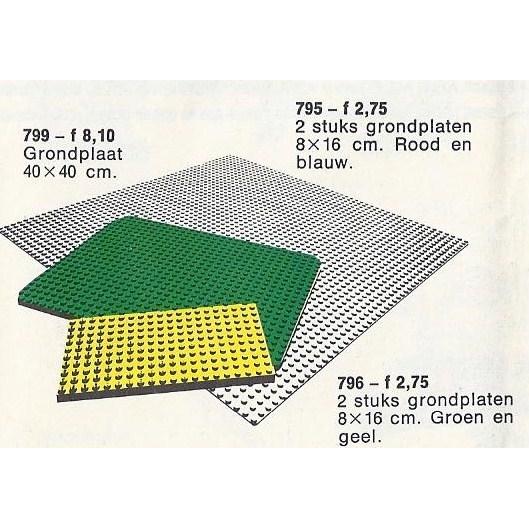 799 – f 8,10
Grondplaat
40×40 cm.
795 – f 2,75
2 stuks grondplaten
8×16 cm. Rood en
blauw.
796 – f 2,75
2 stuks grondplaten
8×16 cm. Groen en
geel.